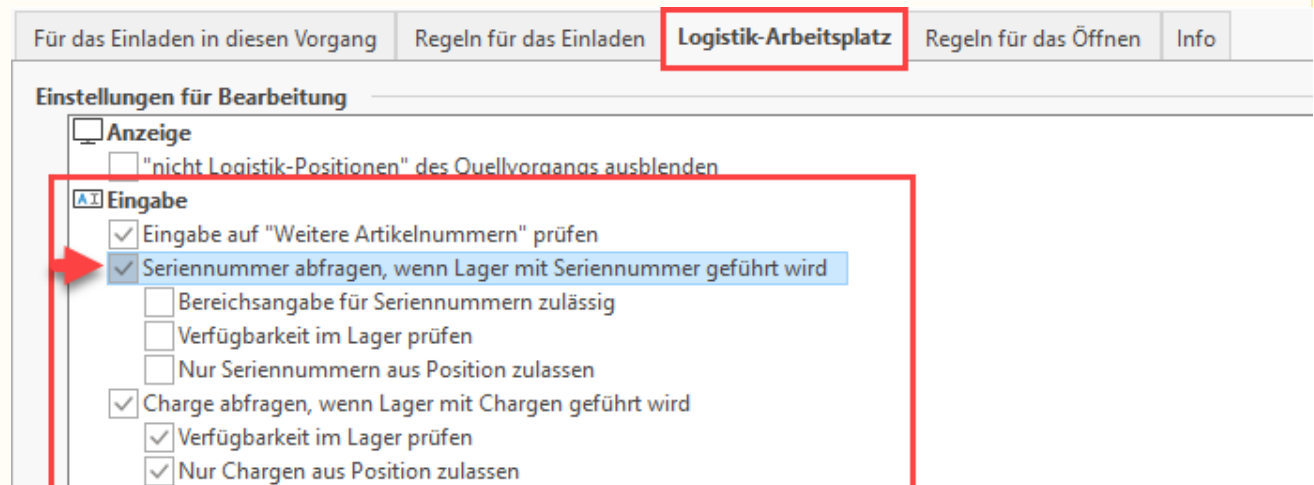 Für das Einladen in diesen Vorgang Regeln für das Einladen Logistik-Arbeitsplatz Regeln für das Öffnen Info
Einstellungen für Bearbeitung
Anzeige
"nicht Logistik-Positionen" des Quellvorgangs ausblenden
Eingabe
Eingabe auf "Weitere Artikelnummern" prüfen
Seriennummer abfragen, wenn Lager mit Seriennummer geführt wird
Bereichsangabe für Seriennummern zulässig
Verfügbarkeit im Lager prüfen
Nur Seriennummern aus Position zulassen
Charge abfragen, wenn Lager mit Chargen geführt wird
Verfügbarkeit im Lager prüfen
Nur Chargen aus Position zulassen